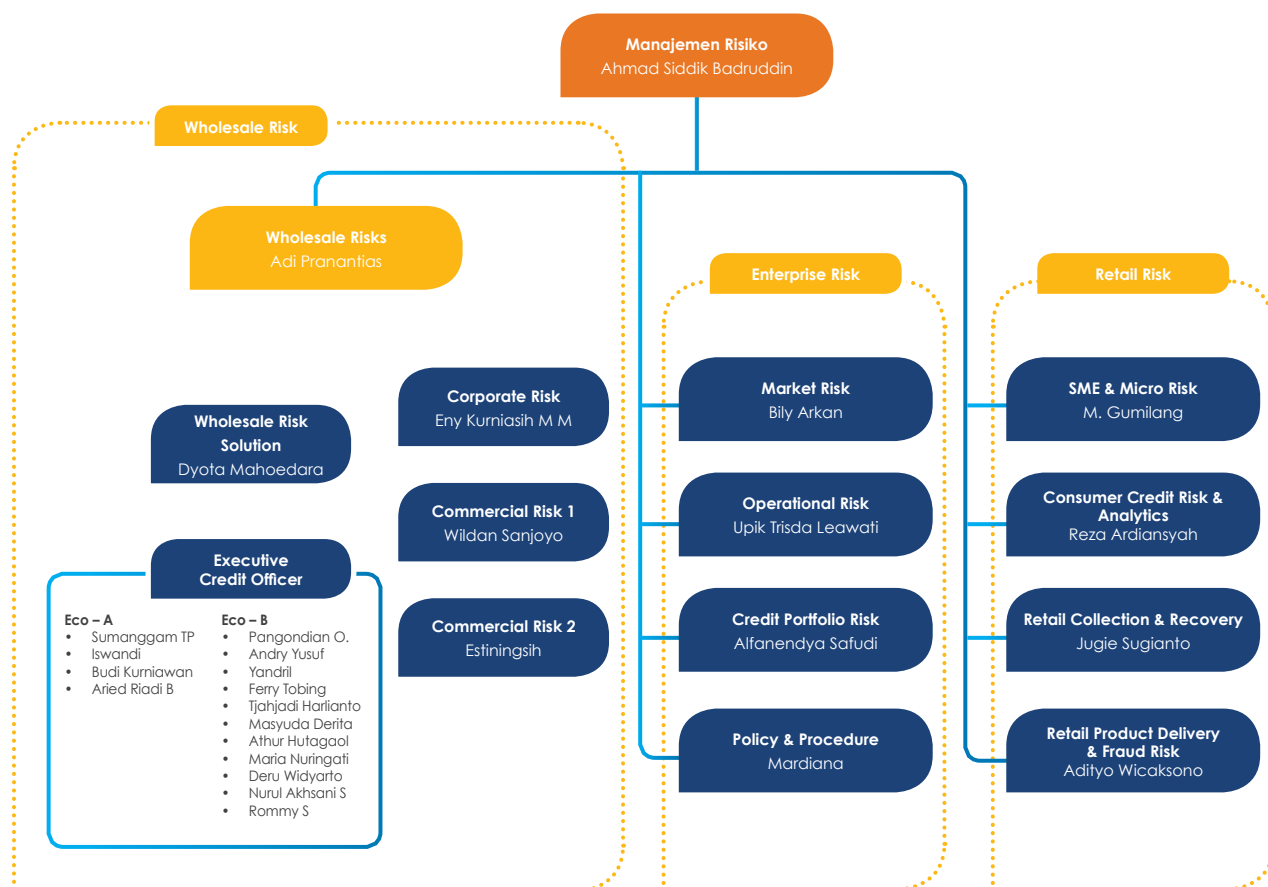 Manajemen Risiko
Ahmad Siddik Badruddin
Wholesale Risk
Wholesale Risks
Adi Pranantias
Wholesale Risk
Solution
Dyota Mahoedara
Executive
Credit Officer
Eco – A
• Sumanggam TP
• Iswandi
• Budi Kurniawan
• Aried Riadi B
Eco – B
• Pangondian O.
• Andry Yusuf
• Yandril
• Ferry Tobing
• Tjahjadi Harlianto
• Masyuda Derita
• Athur Hutagaol
• Maria Nuringati
• Deru Widyarto
• Nurul Akhsani S
• Rommy S
Corporate Risk
Eny Kurniasih M M
Commercial Risk 1
Wildan Sanjoyo
Commercial Risk 2
Estiningsih
Enterprise Risk
Market Risk
Bily Arkan
Operational Risk
Upik Trisda Leawati
Credit Portfolio Risk
Alfanendya Safudi
Policy & Procedure
Mardiana
Retail Risk
SME & Micro Risk
M. Gumilang
Consumer Credit Risk &
Analytics
Reza Ardiansyah
Retail Collection & Recovery
Jugie Sugianto
Retail Product Delivery
& Fraud Risk
Adityo Wicaksono